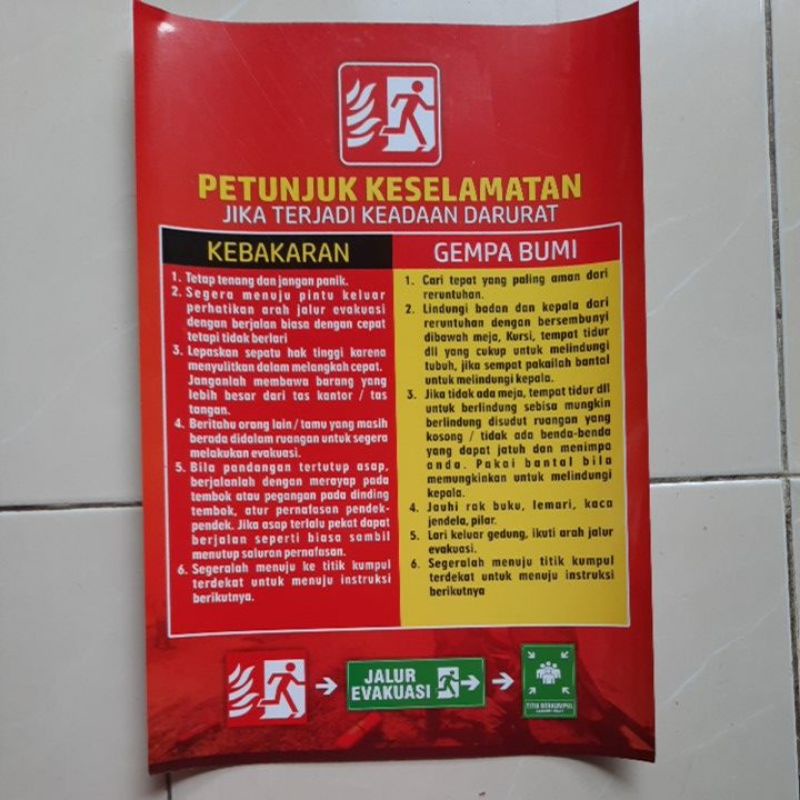 PETUNJUK KESELAMATAN
JIKA TERJADI KEADAAN DARURAT
KEBAKARAN
1. Tetap tenang dan jangan panik.
2. Segera menuju pintu keluar
perhatikan arah jalur evakuasi
dengan berjalan biasa dengan cepat
tetapi tidak berlari
3. Lepaskan sepatu hak tinggi karena
menyulitkan dalam melangkah cepat.
Janganlah membawa barang yang
lebih besar dari tas kantor / tas
tangan.
4. Beritahu orang lain / tamu yang masih
berada didalam ruangan untuk segera
melakukan evakuasi.
5. Bila pandangan tertutup asap,
berjalanlah dengan merayap pada
tembok atau pegangan pada dinding
tembok, atur pernafasan pendek-
pendek. Jika asap terlalu pekat dapat
berjalan seperti biasa sambil
menutup saluran pernafasan.
6. Segeralah menuju ke titik kumpul
terdekat untuk menuju instruksi
berikutnya.
GEMPA BUMI
1. Cari tepat yang paling aman dari
reruntuhan.
2. Lindungi badan dan kepala dari
reruntuhan dengan bersembunyi
dibawah meja, Kursi, tempat tidur
dll yang cukup untuk melindungi
tubuh, jika sempat pakailah bantal
untuk melindungi kepala.
3. Jika tidak ada meja, tempat tidur dll
untuk berlindung sebisa mungkin
berlindung disudut ruangan yang
kosong / tidak ada benda-benda
yang dapat jatuh dan menimpa
anda. Pakai bantal bila
memungkinkan untuk melindungi
kepala.
4. Jauhi rak buku, lemari, kaca
jendela, pilar.
5. Lari keluar gedung, ikuti arah jalur
evakuasi.
6. Segeralah menuju titik kumpul
terdekat untuk menuju instruksi
berikutnya
JALUR
EVAKUASI
TITIK BERKUMPUL